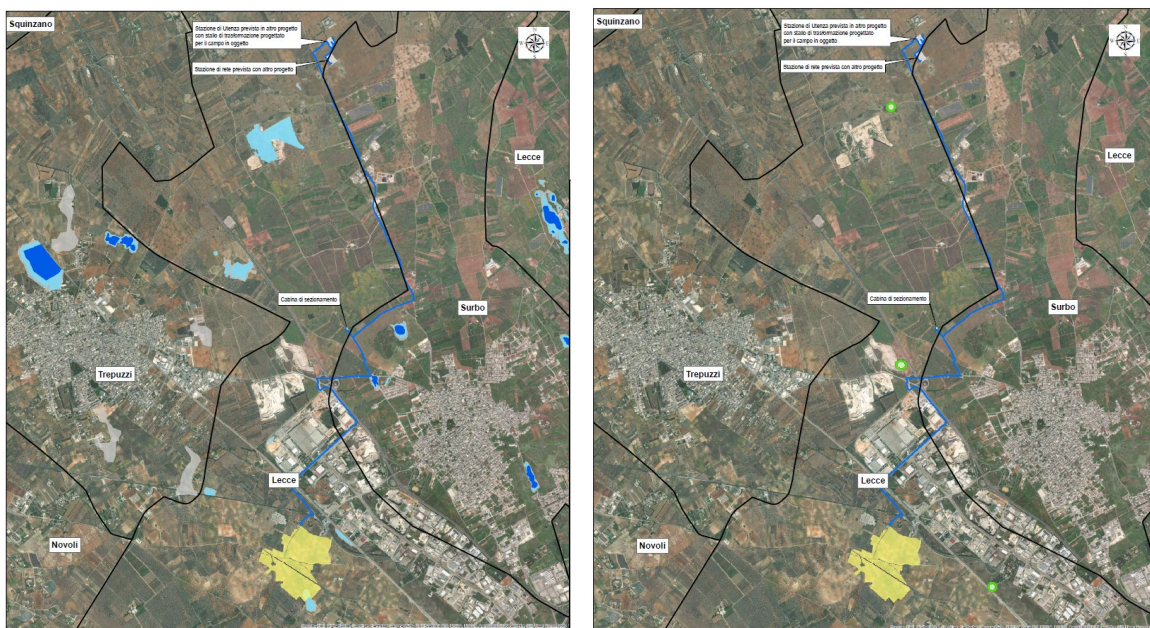 Squinzano
Stazione di Utenza prevista in altro progetto
con stallo di trasformazione progettato
per il campo in oggetto
Stazione di rete prevista con altro progetto
Lecce
Cabina di sezionamento
Surbo
Trepuzzi
Lecce
Novoli
Squinzano
Stazione di Utenza prevista in altro progetto
con stallo di trasformazione progettato
per il campo in oggetto
Stazione di rete prevista con altro progetto
Lecce
Cabina di sezionamento
Surbo
Trepuzzi
Lecce
Novoli